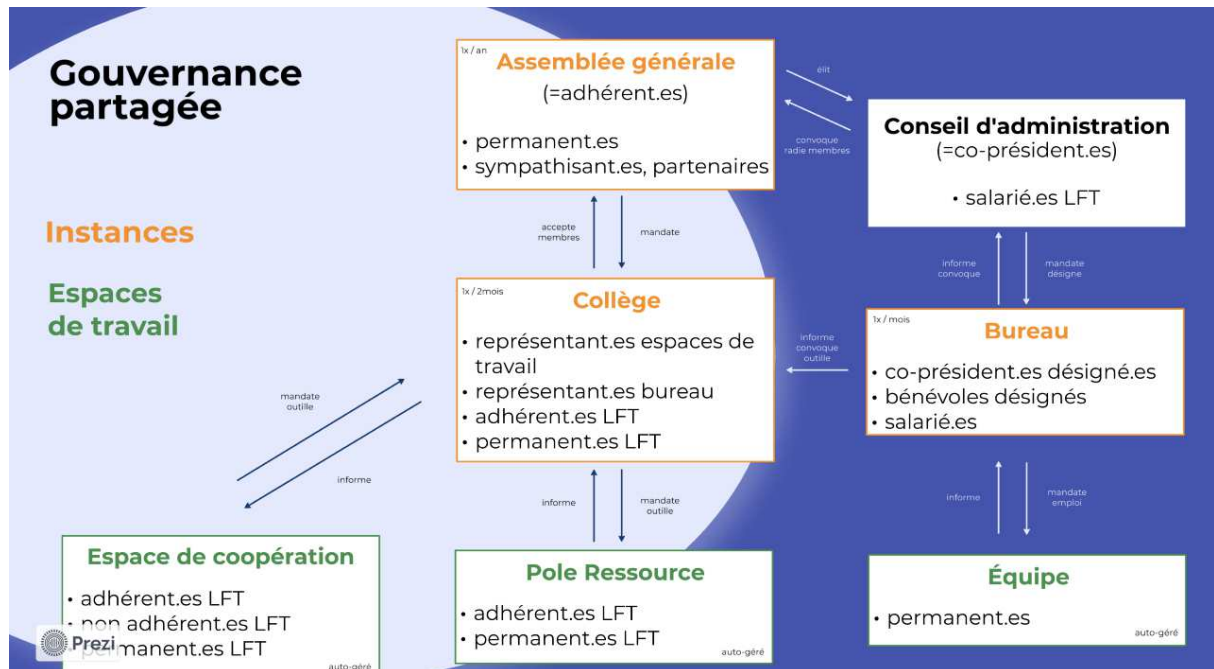 Gouvernance
partagée
Instances
Espaces
de travail
1x / an
Assemblée générale
(=adhérent.es)
• permanent.es
• sympathisant.es, partenaires
élit
convoque
radie membres
Conseil d'administration
(=co-président.es)
• salarié.es LFT
accepte
membres
mandate
informe
convoque
mandate
désigne
1x / 2mois
Collège
• représentant.es espaces de
travail
• représentant.es bureau
• adhérent.es LFT
• permanent.es LFT
informe
convoque
outille
1x / mois
Bureau
• co-président.es désigné.es
• bénévoles désignés
• salarié.es
mandate
outille
informe
informe
mandate
outille
informe
mandate
emploi
Espace de coopération
• adhérent.es LFT
• non adhérent.es LFT
• permanent.es LFT
auto-géré
Pole Ressource
• adhérent.es LFT
• permanent.es LFT
auto-géré
Équipe
• permanent.es
auto-géré
Prezi